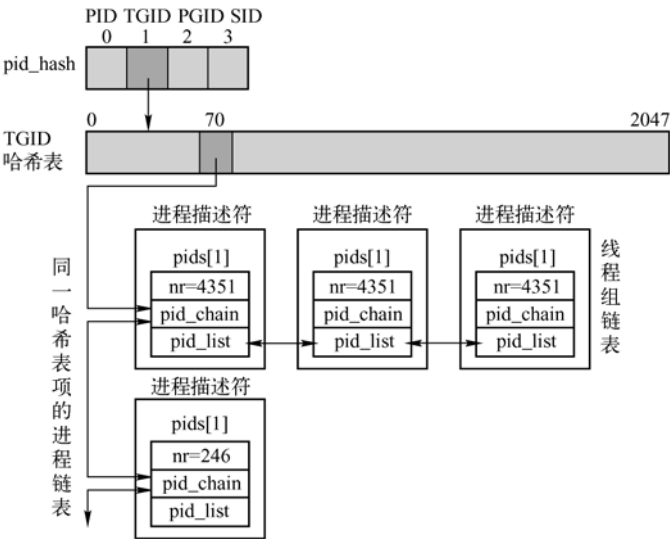 PID TGID PGID SID
0 1 2 3
pid_hash
0 70 2047
TGID
哈希表
进程描述符 进程描述符 进程描述符
pids[1] pids[1] pids[1]
nr=4351 nr=4351 nr=4351
pid_chain pid_chain pid_chain
pid_list pid_list pid_list
线程组链表
同一哈希表项的进程链表
进程描述符
pids[1]
nr=246
pid_chain
pid_list